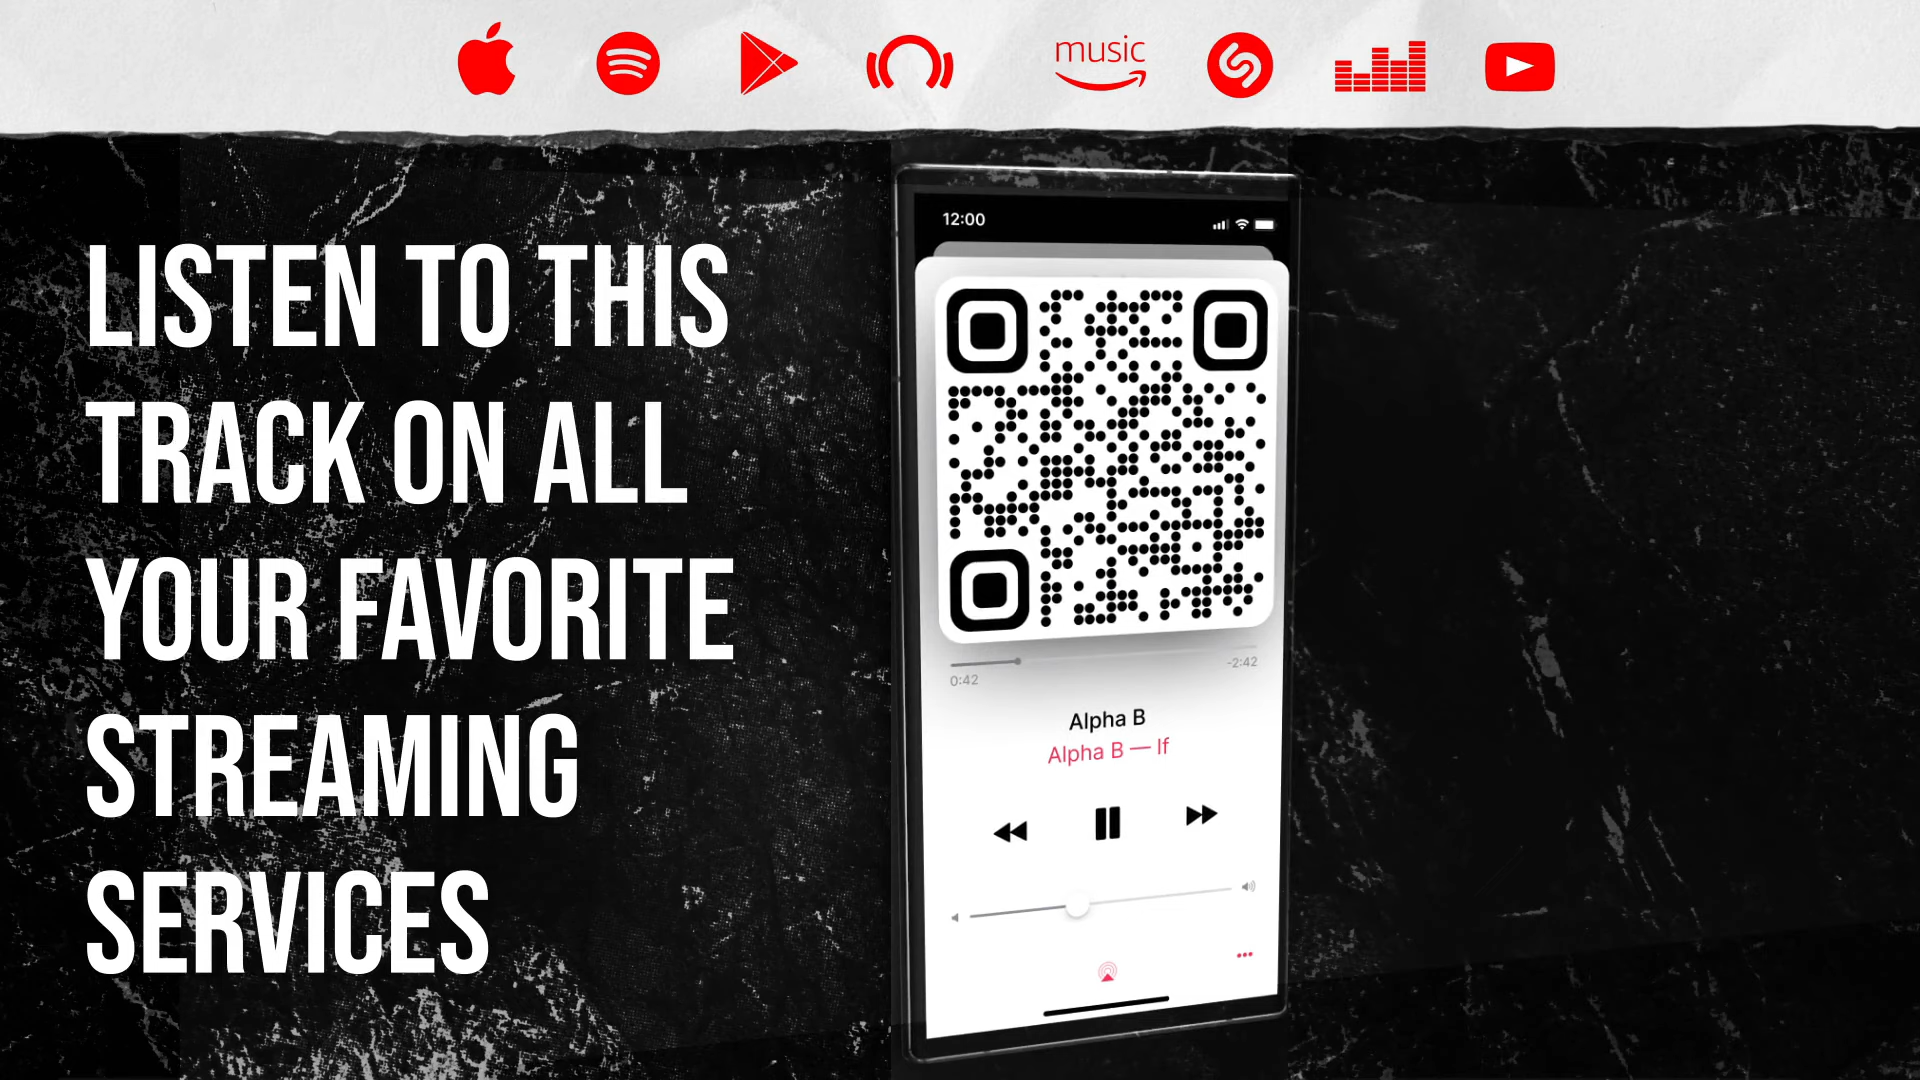 music
12:00
LISTEN TO THIS
TRACK ON ALL
YOUR FAVORITE
STREAMING
SERVICES
0:42
-2:42
Alpha B
Alpha B — If